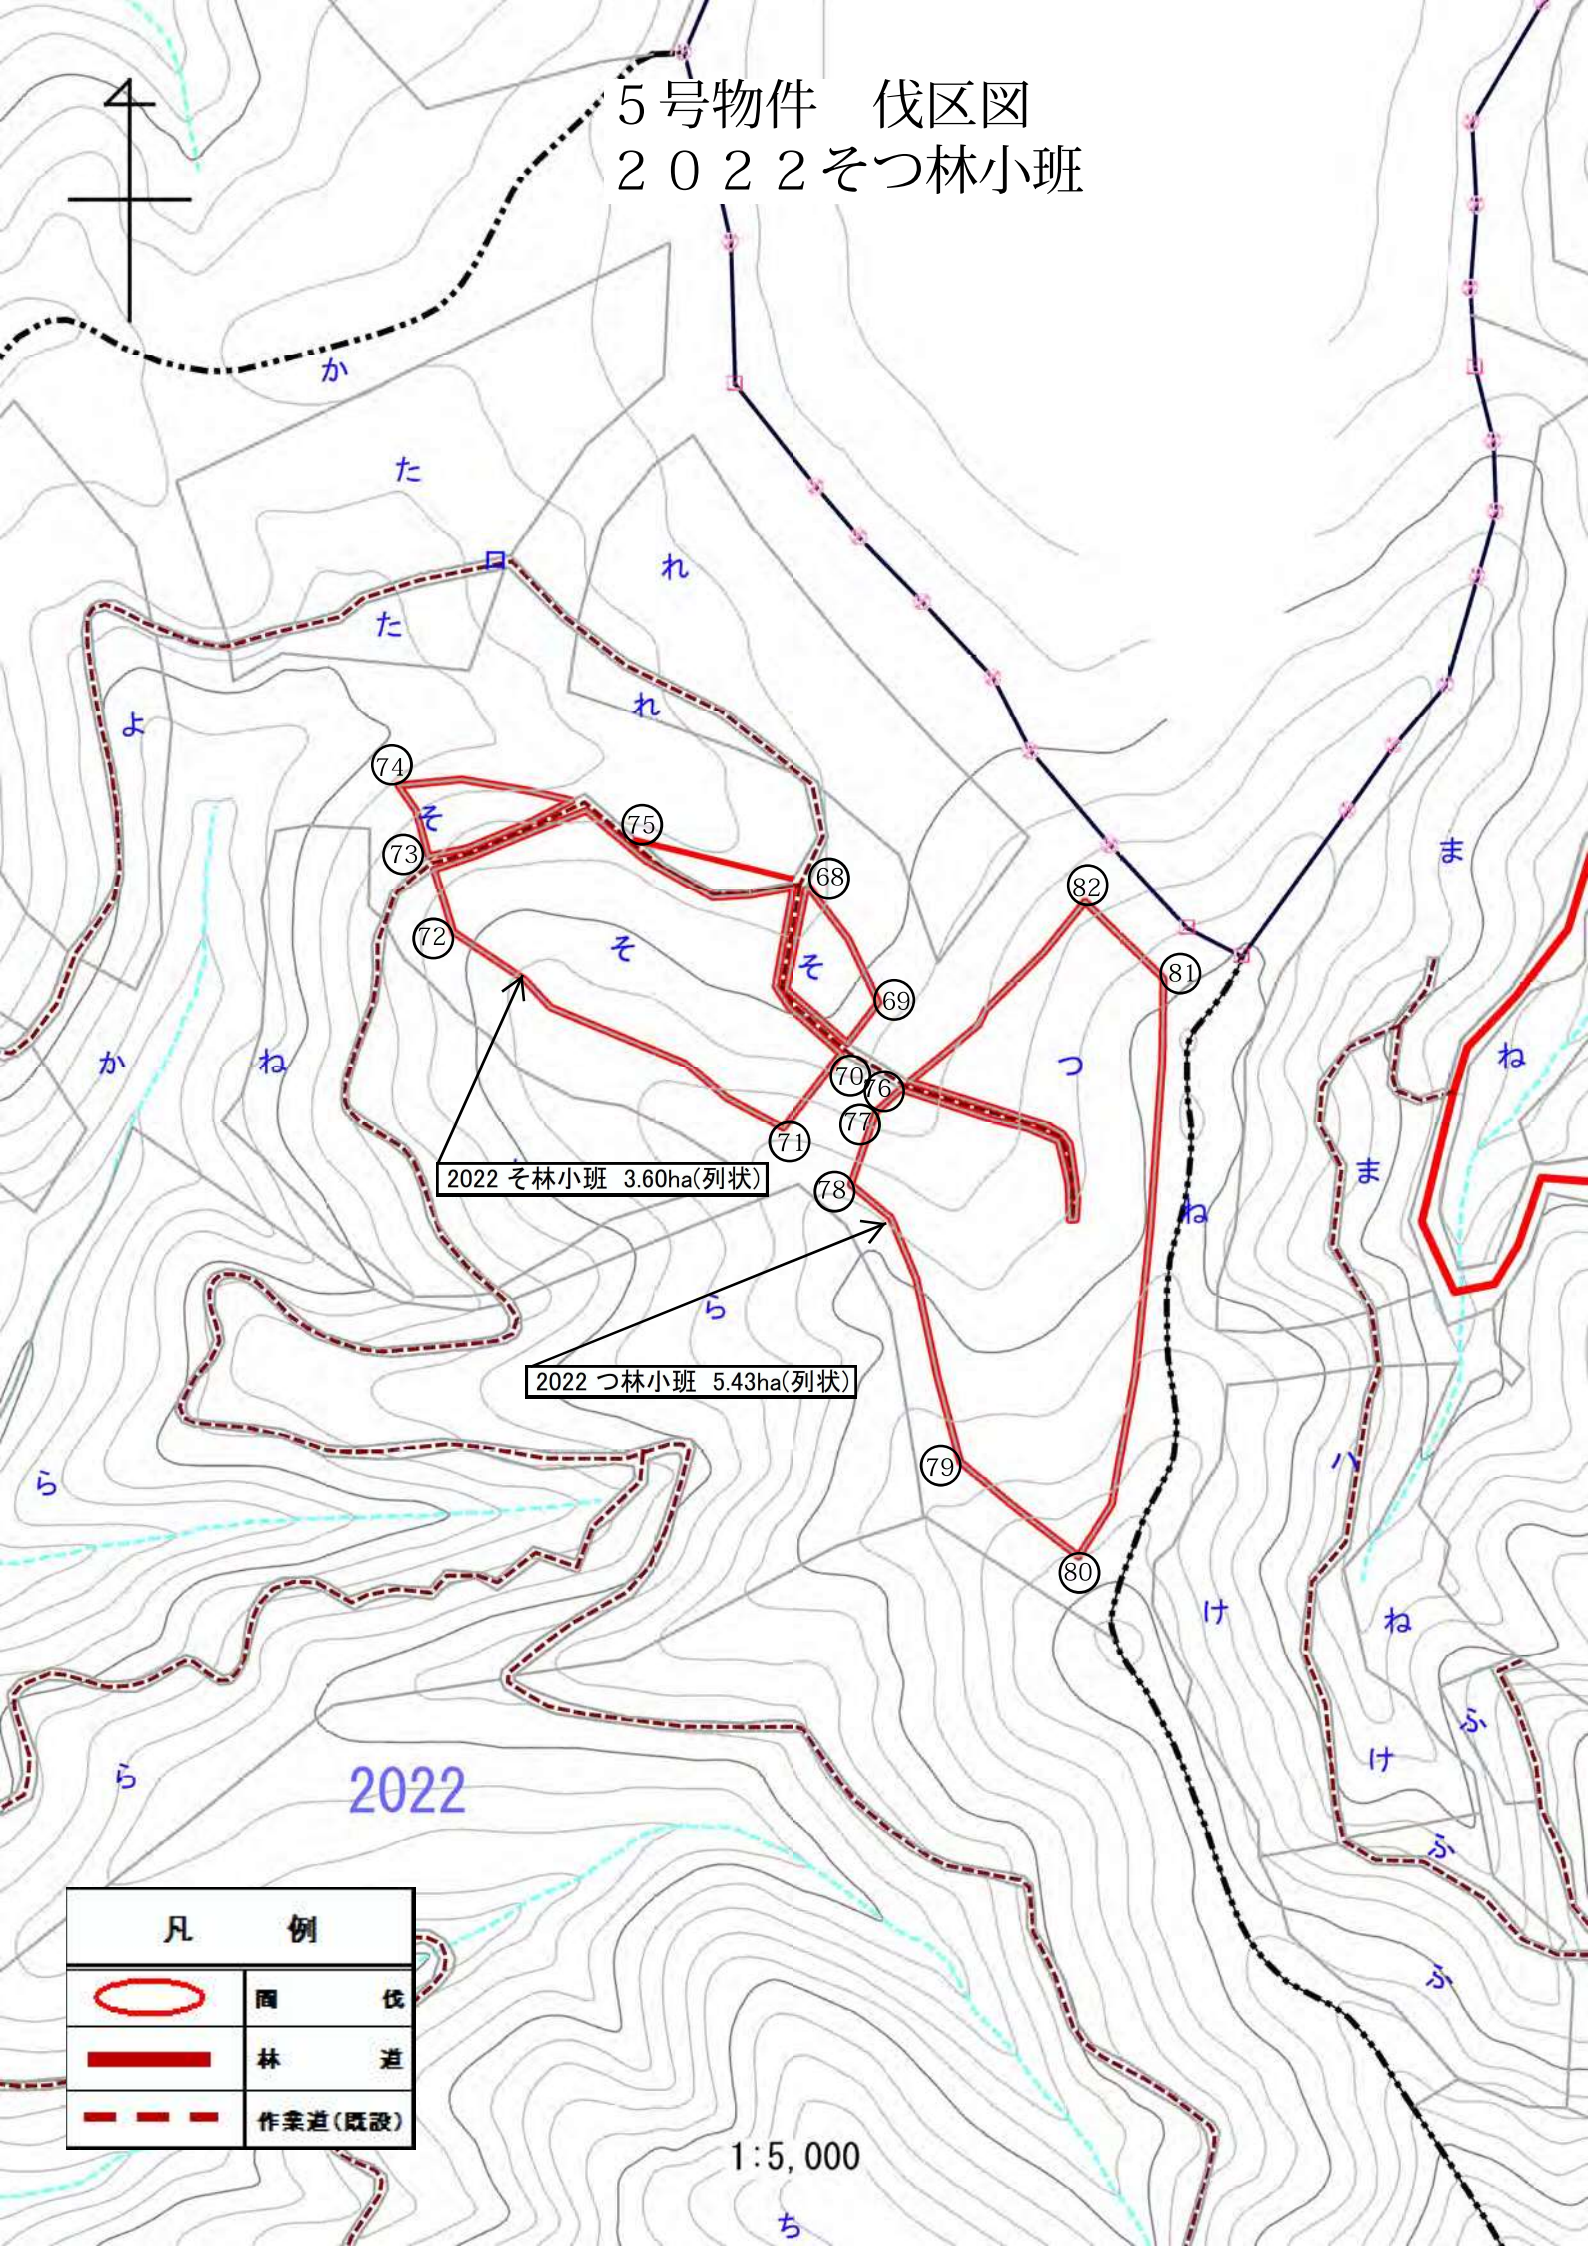 ５号物件　伐区図
２０２２そつ林小班
か
た
ロ
れ
た
れ
よ
74
そ
75
73
68
ま
82
72
そ
そ
81
69
か
ね
つ
ね
70
76
77
71
2022 そ林小班 3.60ha(列状)
78
ま
ね
ら
2022 つ林小班 5.43ha(列状)
79
ハ
ら
80
け
ね
ふ
け
ら
2022
ふ
凡 例
間 伐
ふ
林 道
作業道(既設)
1:5,000
ち